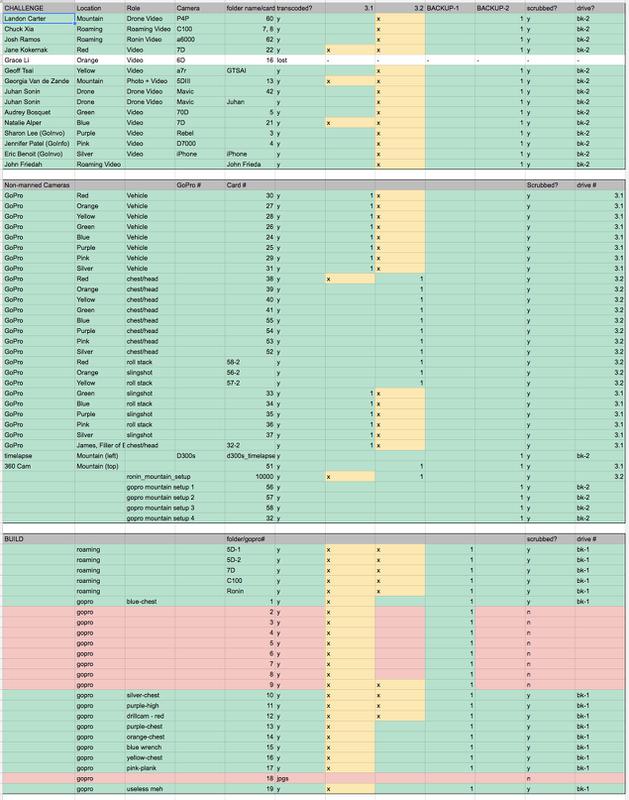 CHALLENGE Location Role Camera folder name/card transcoded? 3.1 3.2 BACKUP-1 BACKUP-2 scrubbed? drive?
Landon Carter Mountain Drone Video P4P 60 y x 1 y bk-2
Chuck Xia Roaming Roaming Video C100 7, 8 y x 1 y bk-2
Josh Ramos Roaming Ronin Video a6000 62 y x 1 y bk-2
Jane Kokernak Red Video 7D 22 y x x 1 y bk-2
Grace Li Orange Video 6D 16 lost - - - - - -
Geoff Tsai Yellow Video a7r GTSAI y x 1 y bk-2
Georgia Van de Zande Mountain Photo + Video 5DIII 13 y x x 1 y bk-2
Juhan Sonin Drone Drone Video Mavic 42 y x 1 y bk-2
Juhan Sonin Drone Drone Video Mavic Juhan y x 1 y bk-2
Audrey Bosquet Green Video 70D 5 y x 1 y bk-2
Natalie Alper Blue Video 7D 21 y x x 1 y bk-2
Sharon Lee (GoInvo) Purple Video Rebel 3 y x 1 y bk-2
Jennifer Patel (GoInfo) Pink Video D7000 4 y x 1 y bk-2
Eric Benoit (GoInvo) Silver Video iPhone iPhone y x 1 y bk-2
John Friedah Roaming Video John Frieda y x 1 y bk-2
Non-manned Cameras GoPro # Card # Scrubbed? drive #
GoPro Red Vehicle 30 y 1 x y 3.1
GoPro Orange Vehicle 27 y 1 x y 3.1
GoPro Yellow Vehicle 28 y 1 x y 3.1
GoPro Green Vehicle 26 y 1 x y 3.1
GoPro Blue Vehicle 24 y 1 x y 3.1
GoPro Purple Vehicle 25 y 1 x y 3.1
GoPro Pink Vehicle 29 y 1 x y 3.1
GoPro Silver Vehicle 31 y 1 x y 3.1
GoPro Red chest/head 38 y x 1 y 3.2
GoPro Orange chest/head 39 y 1 y 3.2
GoPro Yellow chest/head 40 y 1 y 3.2
GoPro Green chest/head 41 y 1 y 3.2
GoPro Blue chest/head 55 y 1 y 3.2
GoPro Purple chest/head 54 y 1 y 3.2
GoPro Pink chest/head 53 y 1 y 3.2
GoPro Silver chest/head 52 y 1 y 3.2
GoPro Red roll stack 58-2 y 1 y 3.2
GoPro Orange slingshot 56-2 y 1 y 3.2
GoPro Yellow roll stack 57-2 y 1 y 3.2
GoPro Green slingshot 33 y 1 x y 3.1
GoPro Blue roll stack 34 y 1 x y 3.1
GoPro Purple slingshot 35 y 1 x y 3.1
GoPro Pink roll stack 36 y 1 x y 3.1
GoPro Silver slingshot 37 y 1 x y 3.1
GoPro James, Filler of E chest/head 32-2 y 1 x y 3.1
timelapse Mountain (left) D300s d300s_timelapse y 1 y bk-2
360 Cam Mountain (top) 51 y 1 y 3.1
ronin_mountain_setup 10000 y x 1 y 3.2
gopro mountain setup 1 56 y 1 y bk-2
gopro mountain setup 2 57 y 1 y bk-2
gopro mountain setup 3 58 y 1 y bk-2
gopro mountain setup 4 32 y 1 y bk-2
BUILD folder/gopro# scrubbed? drive #
roaming 5D-1 y x x 1 y bk-1
roaming 5D-2 y x x 1 y bk-1
roaming 7D y x x 1 y bk-1
roaming C100 y x x 1 y bk-1
roaming Ronin y x x 1 y bk-1
gopro blue-chest 1 y x 1 y bk-1
gopro 2 y x 1 n
gopro 3 y x 1 n
gopro 4 y x 1 n
gopro 5 y x 1 n
gopro 6 y x 1 n
gopro 7 y x 1 n
gopro 8 y x 1 n
gopro 9 y x x 1 n
gopro silver-chest 10 y x x 1 y bk-1
gopro purple-high 11 y x x 1 y bk-1
gopro drillcam - red 12 y x x 1 y bk-1
gopro purple-chest 13 y x 1 y bk-1
gopro orange-chest 14 y x 1 y bk-1
gopro blue wrench 15 y x 1 y bk-1
gopro yellow-chest 16 y x 1 y bk-1
gopro pink-plank 17 y x 1 y bk-1
gopro 18 jpgs n
gopro useless meh 19 y x 1 y bk-1